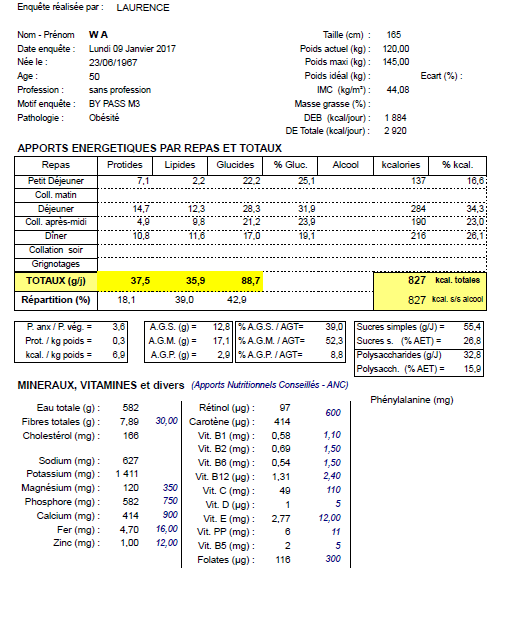 Enquête réalisée par : LAURENCE
Nom - Prénom W A Taille (cm) : 165
Date enquête : Lundi 09 Janvier 2017 Poids actuel (kg) : 120,00
Née le : 23/06/1967 Poids maxi (kg) : 145,00
Age : 50 Poids idéal (kg) : Ecart (%) :
Profession : sans profession IMC (kg/m²) : 44,08
Motif enquête : BY PASS M3 Masse grasse (%) :
Pathologie : Obésité DEB (kcal/jour) : 1 884
DE Totale (kcal/jour) : 2 920
APPORTS ENERGETIQUES PAR REPAS ET TOTAUX
Repas Protides Lipides Glucides % Gluc. Alcool kcalories % kcal.
Petit Déjeuner 7,1 2,2 22,2 25,1 137 16,6
Coll. matin
Déjeuner 14,7 12,3 28,3 31,9 284 34,3
Coll. après-midi 4,9 9,8 21,2 23,9 190 23,0
Dîner 10,8 11,6 17,0 19,1 216 26,1
Collation soir
Grignotages
TOTAUX (g/j) 37,5 35,9 88,7 827 kcal. totales
Répartition (%) 18,1 39,0 42,9 827 kcal. s/s alcool
P. anx / P. vég. = 3,6 A.G.S. (g) = 12,8 % A.G.S. / AGT= 39,0 Sucres simples (g/J) = 55,4
Prot. / kg poids = 0,3 A.G.M. (g) = 17,1 % A.G.M. / AGT= 52,3 Sucres s. (% AET) = 26,8
kcal. / kg poids = 6,9 A.G.P. (g) = 2,9 % A.G.P. / AGT= 8,8 Polysaccharides (g/J) 32,8
Polysacch. (% AET) = 15,9
MINERAUX, VITAMINES et divers (Apports Nutritionnels Conseillés - ANC)
Phénylalanine (mg)
Eau totale (g) : 582 Rétinol (µg) : 97 600
Fibres totales (g) : 7,89 30,00 Carotène (µg) : 414
Cholestérol (mg) : 166 Vit. B1 (mg) : 0,58 1,10
Vit. B2 (mg) : 0,69 1,50
Sodium (mg) : 627 Vit. B6 (mg) : 0,54 1,50
Potassium (mg) : 1 411 Vit. B12 (µg) : 1,31 2,40
Magnésium (mg) : 120 350 Vit. C (mg) : 49 110
Phosphore (mg) : 582 750 Vit. D (µg) : 1 5
Calcium (mg) : 414 900 Vit. E (mg) : 2,77 12,00
Fer (mg) : 4,70 16,00 Vit. PP (mg) : 6 11
Zinc (mg) : 1,00 12,00 Vit. B5 (mg) : 2 5
Folates (µg) : 116 300